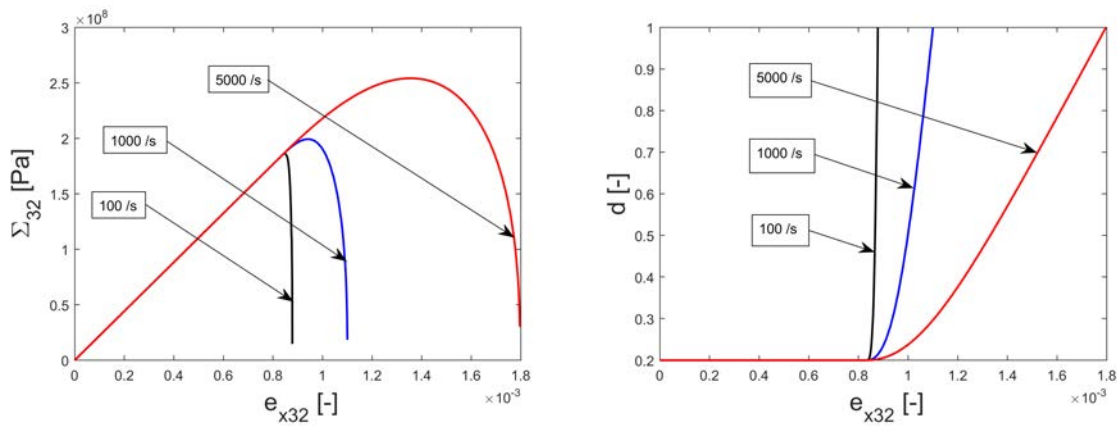 ×10⁸
3
2.5
2
1.5
1
0.5
0
Σ32 [Pa]
5000 /s
1000 /s
100 /s
0 0.2 0.4 0.6 0.8 1 1.2 1.4 1.6 1.8
×10⁻³
ex32 [-]
1
0.9
0.8
0.7
0.6
0.5
0.4
0.3
0.2
d [-]
5000 /s
1000 /s
100 /s
0 0.2 0.4 0.6 0.8 1 1.2 1.4 1.6 1.8
×10⁻³
ex32 [-]